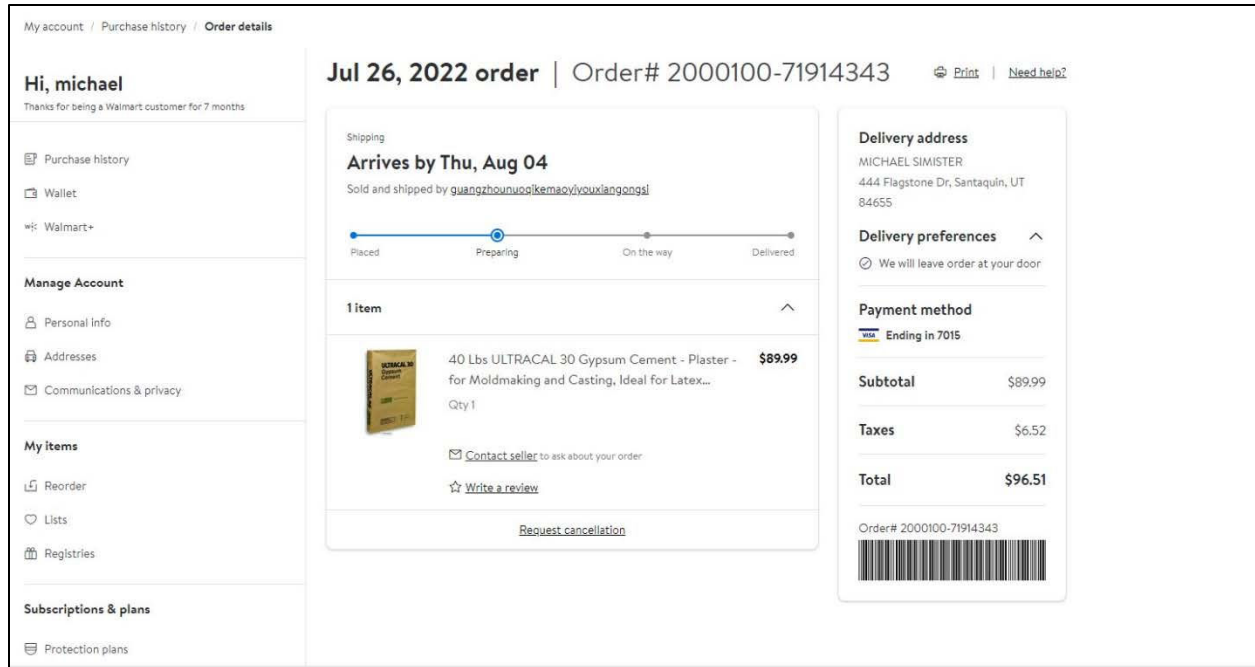 My account / Purchase history / Order details
Hi, michael
Thanks for being a Walmart customer for 7 months
Purchase history
Wallet
Walmart+
Manage Account
Personal info
Addresses
Communications & privacy
My items
Reorder
Lists
Registries
Subscriptions & plans
Protection plans
Jul 26, 2022 order | Order# 2000100-71914343
Print | Need help?
Shipping
Arrives by Thu, Aug 04
Sold and shipped by guangzhounuoqikemaoyiyouxiangongsi
Placed Preparing On the way Delivered
1 item
ULTRACAL 30
Gypsum
Cement
40 Lbs ULTRACAL 30 Gypsum Cement - Plaster - $89.99
for Moldmaking and Casting, Ideal for Latex...
Qty 1
Contact seller to ask about your order
Write a review
Request cancellation
Delivery address
MICHAEL SIMISTER
444 Flagstone Dr, Santaquin, UT
84655
Delivery preferences
We will leave order at your door
Payment method
VISA Ending in 7015
Subtotal $89.99
Taxes $6.52
Total $96.51
Order# 2000100-71914343